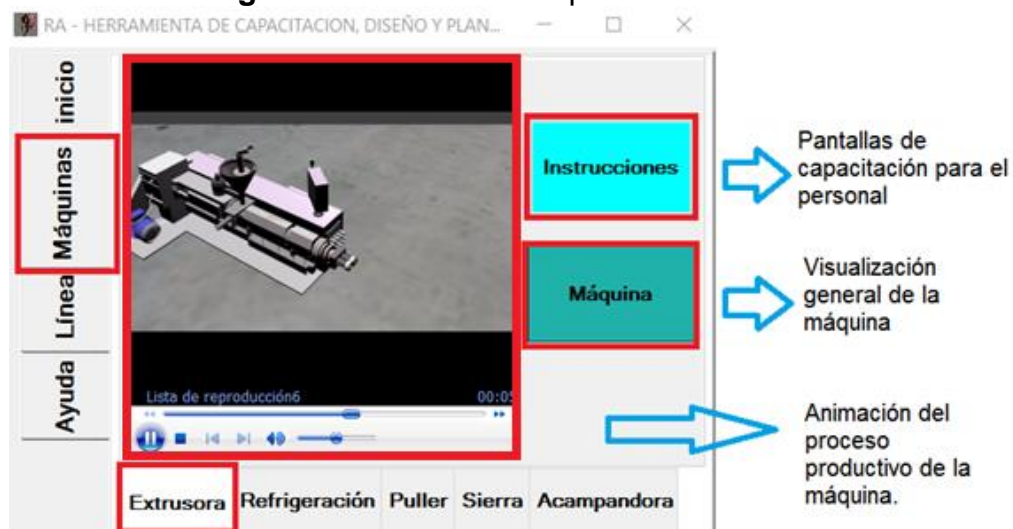 RA - HERRAMIENTA DE CAPACITACION, DISEÑO Y PLAN...
inicio
Máquinas
Línea
Ayuda
Lista de reproducción6
00:05
Instrucciones
Máquina
Extrusora
Refrigeración
Puller
Sierra
Acampandora
Pantallas de
capacitación para el
personal
Visualización
general de la
máquina
Animación del
proceso
productivo de la
máquina.